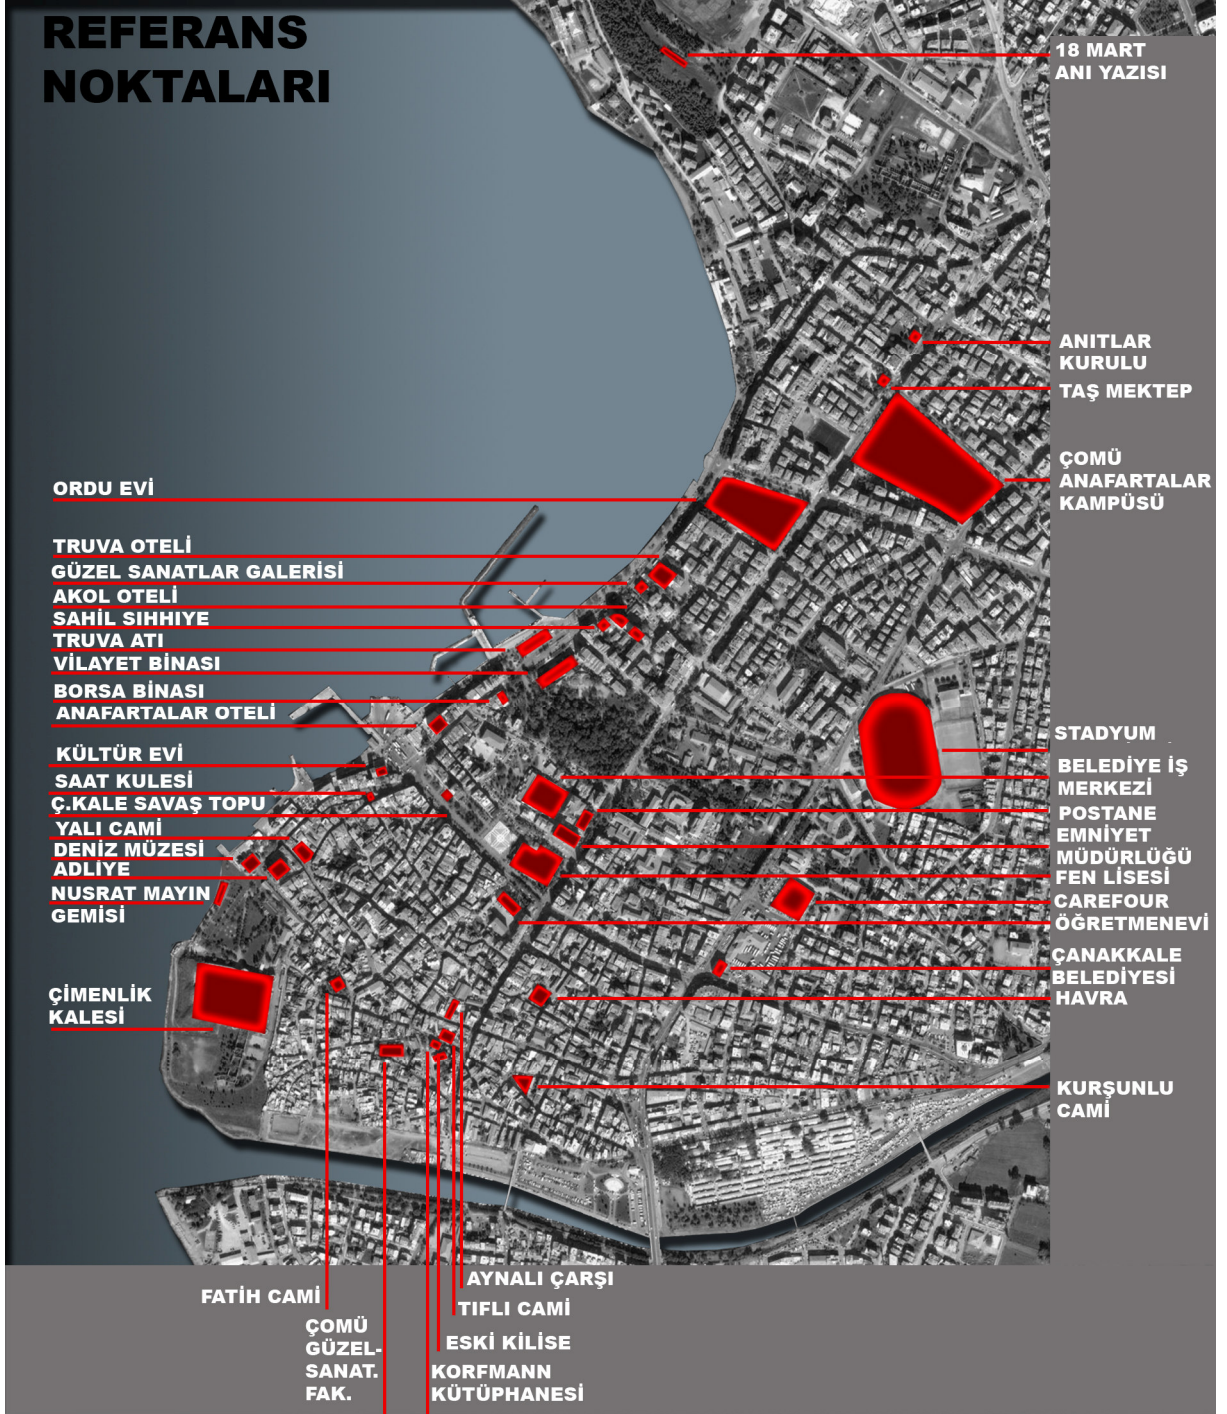 REFERANS
NOKTALARI
18 MART
ANI YAZISI
ANITLAR
KURULU
TAŞ MEKTEP
ÇOMÜ
ANAFARTALAR
KAMPÜSÜ
ORDU EVİ
TRUVA OTELİ
GÜZEL SANATLAR GALERİSİ
AKOL OTELİ
SAHİL SIHHIYE
TRUVA ATI
VİLAYET BİNASI
BORSA BİNASI
ANAFARTALAR OTELİ
KÜLTÜR EVİ
SAAT KULESİ
Ç.KALE SAVAŞ TOPU
YALI CAMİ
DENİZ MÜZESİ
ADLİYE
NUSRAT MAYIN
GEMİSİ
ÇİMENLİK
KALESİ
STADYUM
BELEDİYE İŞ
MERKEZİ
POSTANE
EMNİYET
MÜDÜRLÜĞÜ
FEN LİSESİ
CAREFOUR
ÖĞRETMENEVİ
ÇANAKKALE
BELEDİYESİ
HAVRA
KURŞUNLU
CAMİ
FATİH CAMİ
ÇOMÜ
GÜZEL-
SANAT.
FAK.
AYNALI ÇARŞI
TIFLI CAMİ
ESKİ KİLİSE
KORFMANN
KÜTÜPHANESİ